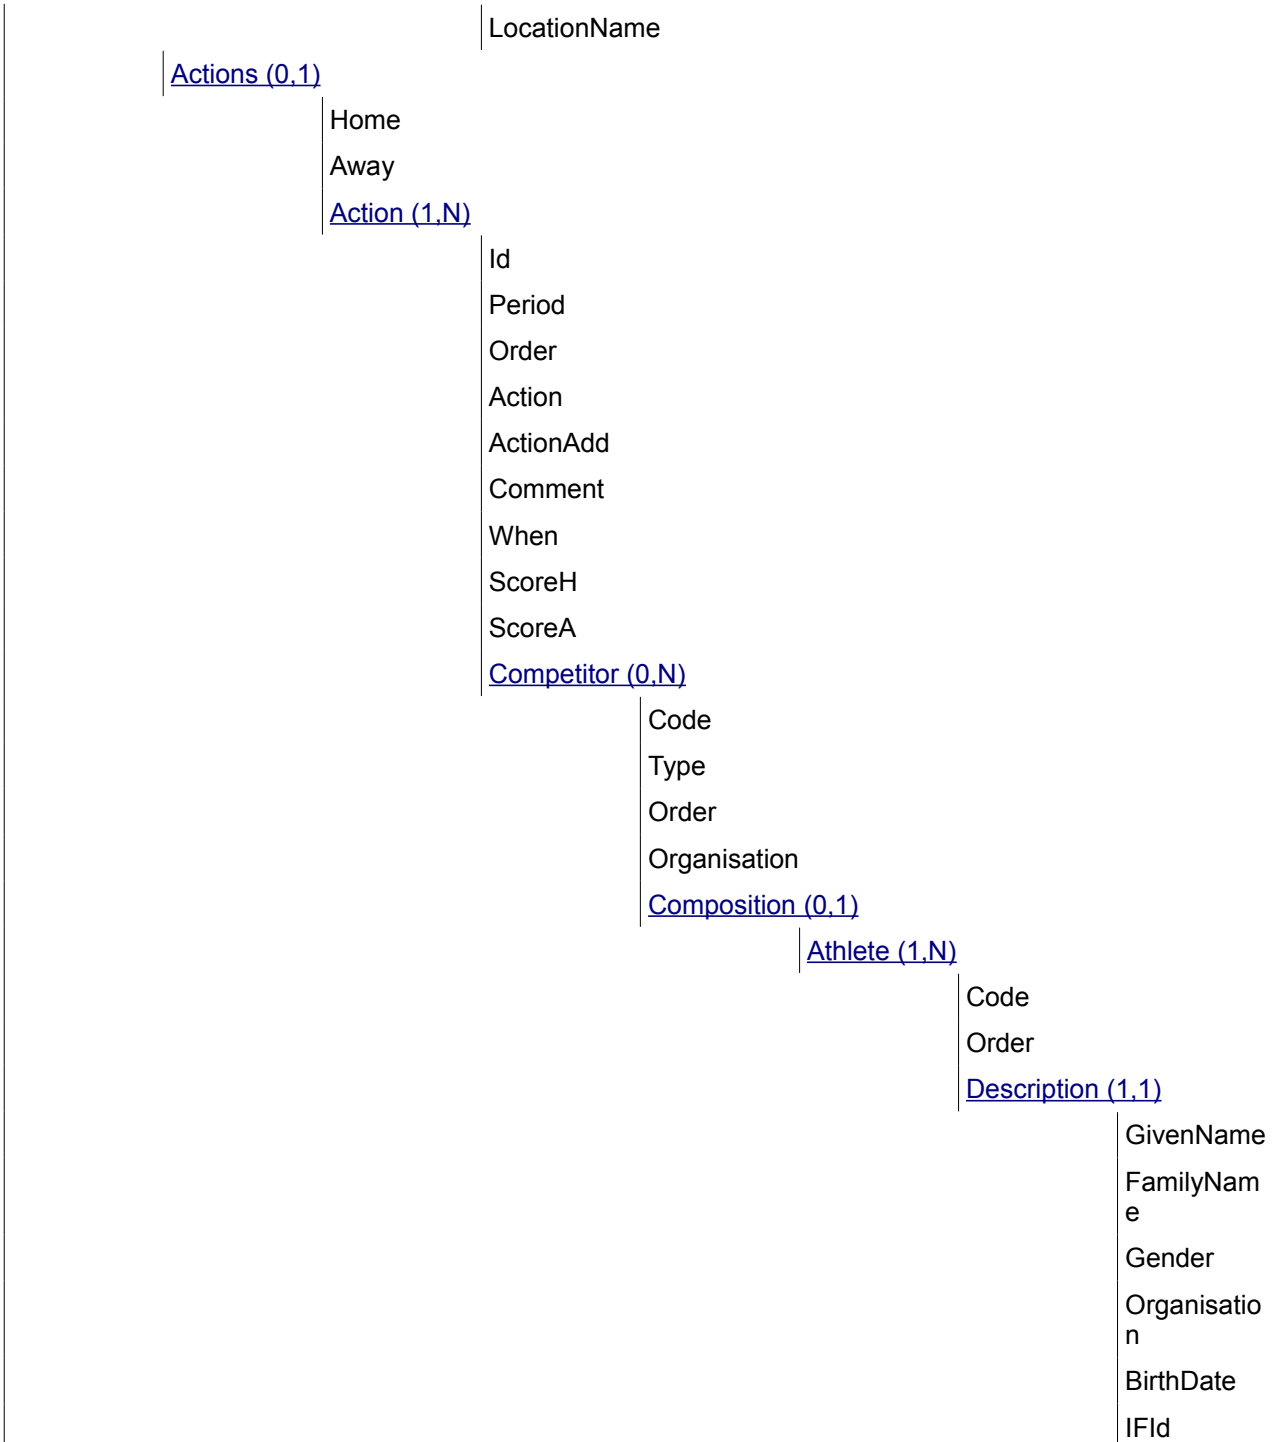 LocationName
Actions (0,1)
Home
Away
Action (1,N)
Id
Period
Order
Action
ActionAdd
Comment
When
ScoreH
ScoreA
Competitor (0,N)
Code
Type
Order
Organisation
Composition (0,1)
Athlete (1,N)
Code
Order
Description (1,1)
GivenName
FamilyNam
e
Gender
Organisatio
n
BirthDate
IFId